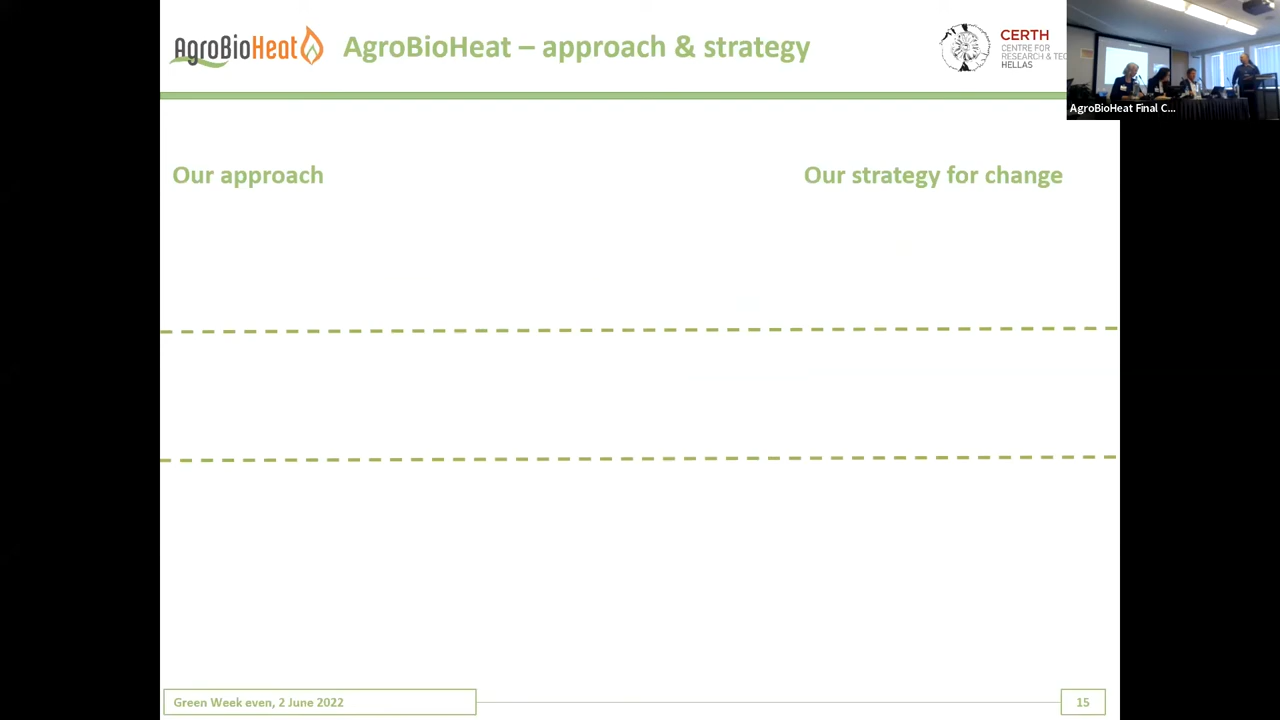 AgroBioHeat
AgroBioHeat – approach & strategy
CERTH
CENTRE FOR
RESEARCH & TEC
HELLAS
AgroBioHeat Final C...
Our approach
Our strategy for change
Green Week even, 2 June 2022
15